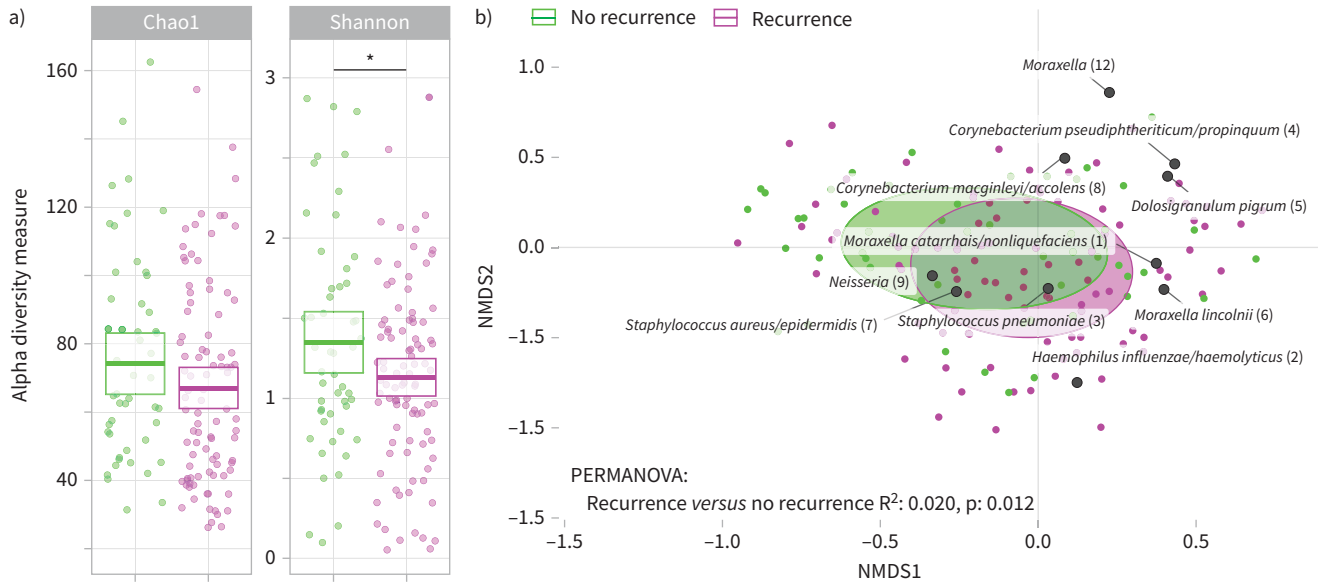 a)
Chao1
Shannon
Alpha diversity measure
160
120
80
40
3
2
1
0
*
b)
No recurrence
Recurrence
NMDS2
1.0
0.5
0.0
–1.5
–1.5
–1.5
Moraxella (12)
Corynebacterium pseudiphtheriticum/propinquum (4)
Corynebacterium macginleyi/accolens (8)
Dolosigranulum pigrum (5)
Moraxella catarrhais/nonliquefaciens (1)
Neisseria (9)
Moraxella lincolnii (6)
Staphylococcus aureus/epidermidis (7)
Staphylococcus pneumoniae (3)
Haemophilus influenzae/haemolyticus (2)
PERMANOVA:
Recurrence versus no recurrence R²: 0.020, p: 0.012
–1.5
–1.0
–0.5
0.0
0.5
NMDS1